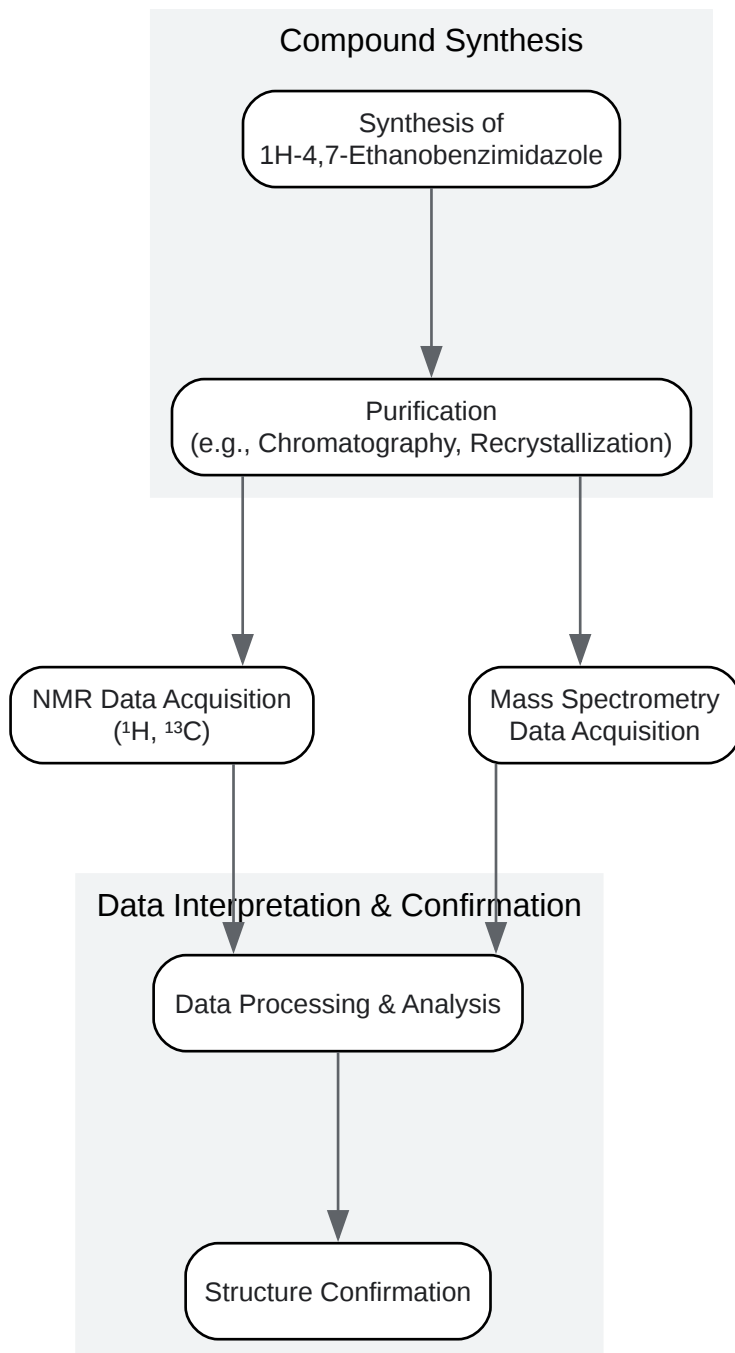 Compound Synthesis
Synthesis of
1H-4,7-Ethanobenzimidazole
Purification
(e.g., Chromatography, Recrystallization)
NMR Data Acquisition
(¹H, ¹³C)
Mass Spectrometry
Data Acquisition
Data Interpretation & Confirmation
Data Processing & Analysis
Structure Confirmation